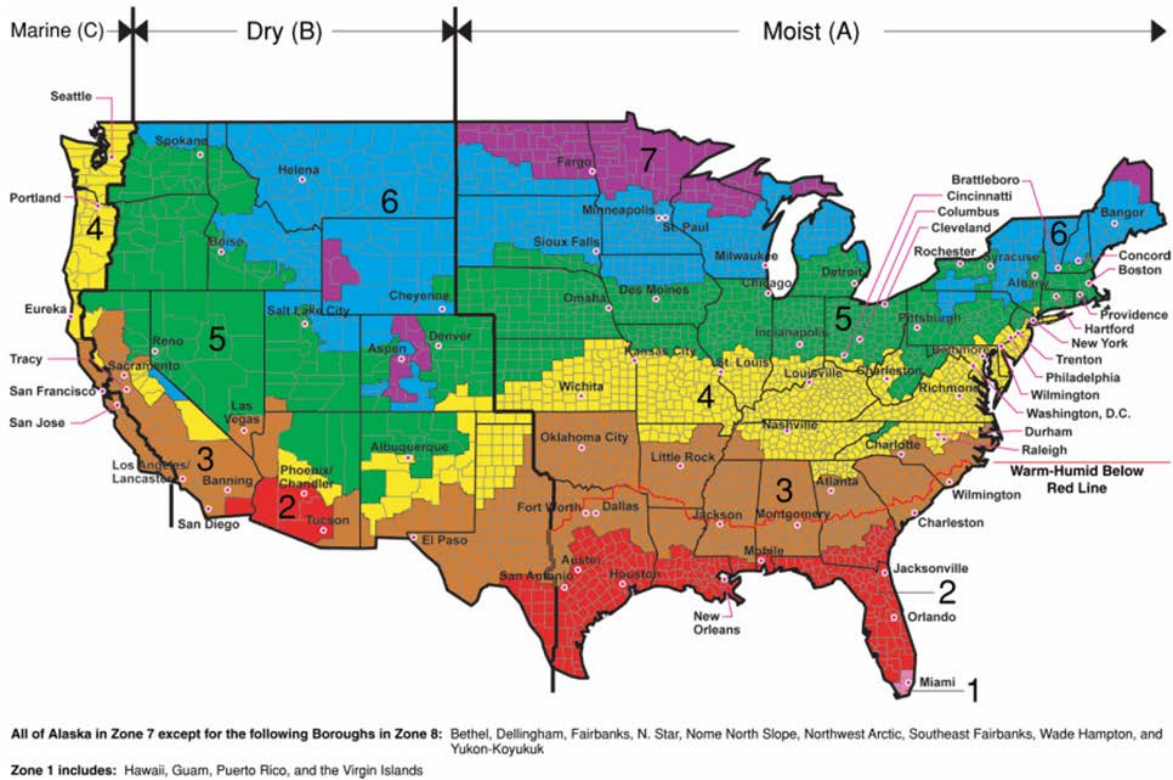 Marine (C)
Dry (B)
Moist (A)
Seattle
Spokane
Helena
Fargo
7
Portland
4
6
Minneapolis
St. Paul
Brattleboro
Cincinnatti
Columbus
Cleveland
Rochester
Bangor
6
Boise
Sioux Falls
Milwaukee
Syracuse
Concord
Detroit
Albany
Boston
Cheyenne
Chicago
Eureka
Salt Lake City
Omaha
Des Moines
Providence
5
5
Pittsburgh
Hartford
Reno
Denver
Indianapolis
New York
Aspen
Kansas City
Baltimore
Trenton
Tracy
Sacramento
St. Louis
Philadelphia
San Francisco
Wichita
4
Louisville
Charleston
Richmond
Wilmington
San Jose
Las
Vegas
Washington, D.C.
Nashville
Durham
Oklahoma City
Albuquerque
Charlotte
Raleigh
3
Little Rock
Los Angeles/
Lancaster
Banning
Phoenix/
Chandler
Atlanta
3
Warm-Humid Below
Red Line
2
Wilmington
Tucson
Fort Worth
Dallas
Jackson
Montgomery
San Diego
El Paso
Charleston
Mobile
Austin
San Antonio
Houston
Jacksonville
2
New
Orleans
Orlando
Miami
1
All of Alaska in Zone 7 except for the following Boroughs in Zone 8: Bethel, Dellingham, Fairbanks, N. Star, Nome North Slope, Northwest Arctic, Southeast Fairbanks, Wade Hampton, and
Yukon-Koyukuk
Zone 1 includes: Hawaii, Guam, Puerto Rico, and the Virgin Islands